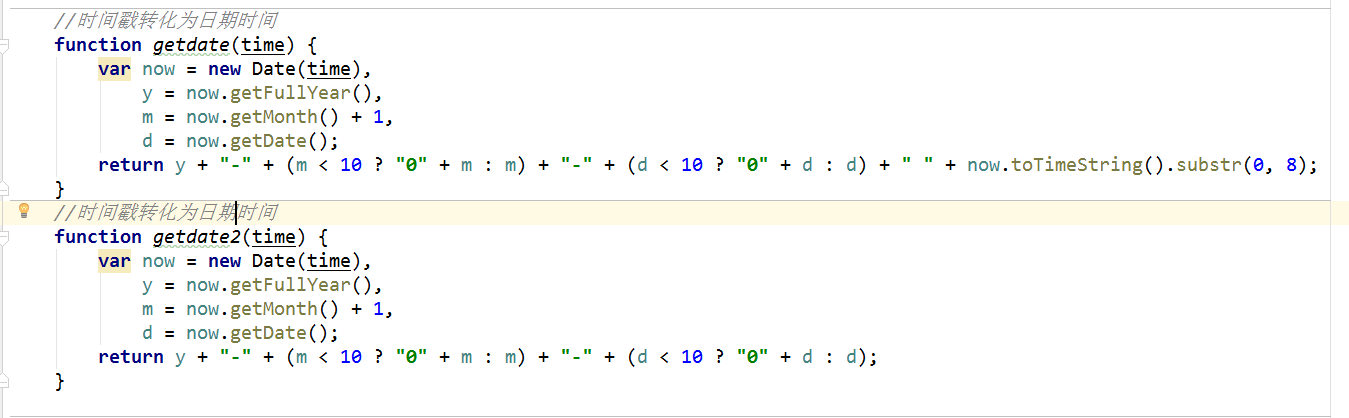 //时间戳转化为日期时间
function getdate(time) {
    var now = new Date(time),
        y = now.getFullYear(),
        m = now.getMonth() + 1,
        d = now.getDate();
    return y + "-" + (m < 10 ? "0" + m : m) + "-" + (d < 10 ? "0" + d : d) + " " + now.toTimeString().substr(0, 8);
}
//时间戳转化为日期时间
function getdate2(time) {
    var now = new Date(time),
        y = now.getFullYear(),
        m = now.getMonth() + 1,
        d = now.getDate();
    return y + "-" + (m < 10 ? "0" + m : m) + "-" + (d < 10 ? "0" + d : d);
}